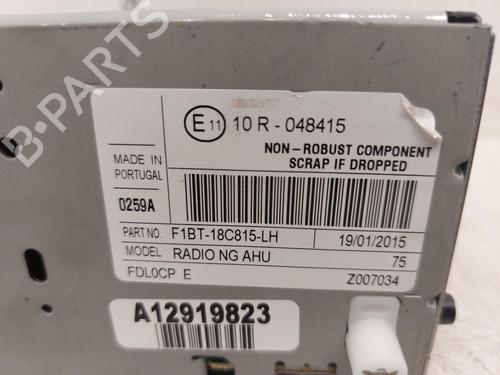 E 11 10 R - 048415
NON - ROBUST COMPONENT
SCRAP IF DROPPED
MADE IN
PORTUGAL
0259A
PART NO. F1BT-18C815-LH 19/01/2015
MODEL RADIO NG AHU 75
FDL0CP E Z007034
A12919823
B-PARTS